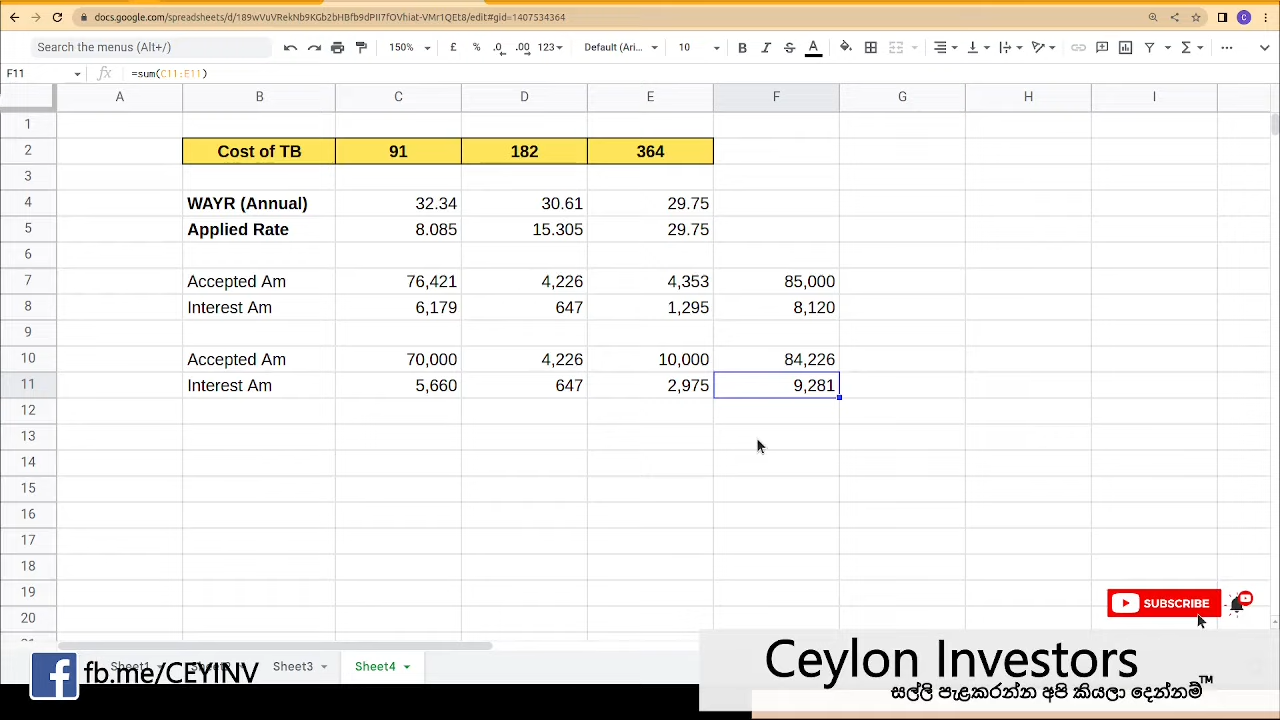 docs.google.com/spreadsheets/d/189wVuVRekNb9KGb2bHBfb9dPII7fOVhiat-VMr1QEt8/edit#gid=1407534364
Search the menus (Alt+/)
150%
£
%
.0
.00
123
Default (Ari...
10
B
I
S
A
Σ
F11
fx
=sum(C11:E11)
A B C D E F G H I
1
2 Cost of TB 91 182 364
3
4 WAYR (Annual) 32.34 30.61 29.75
5 Applied Rate 8.085 15.305 29.75
6
7 Accepted Am 76,421 4,226 4,353 85,000
8 Interest Am 6,179 647 1,295 8,120
9
10 Accepted Am 70,000 4,226 10,000 84,226
11 Interest Am 5,660 647 2,975 9,281
12
13
14
15
16
17
18
19
20
SUBSCRIBE
Sheet1
Sheet3
Sheet4
fb.me/CEYINV
Ceylon Investors
සල්ලි පැළකරන්න අපි කියලා දෙන්නම් ™